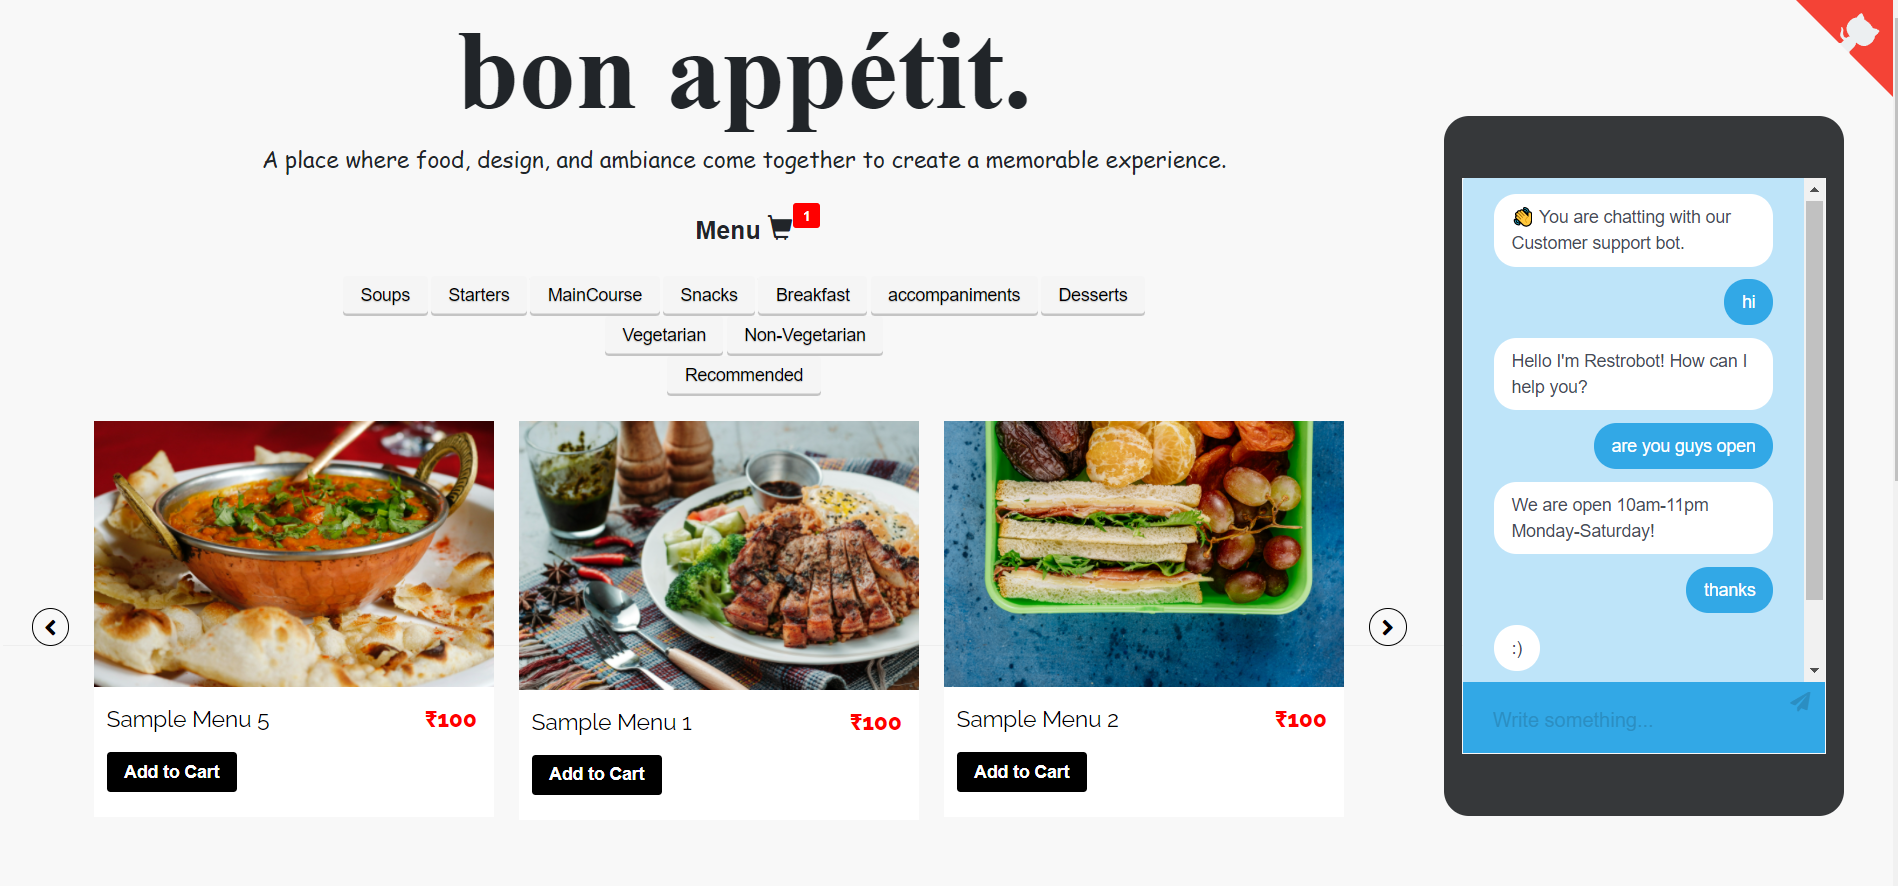 bon appétit.
A place where food, design, and ambiance come together to create a memorable experience.
Menu 1
Soups Starters MainCourse Snacks Breakfast accompaniments Desserts
Vegetarian Non-Vegetarian
Recommended
Sample Menu 5 ₹100
Add to Cart
Sample Menu 1 ₹100
Add to Cart
Sample Menu 2 ₹100
Add to Cart
👏 You are chatting with our
Customer support bot.
hi
Hello I'm Restrobot! How can I
help you?
are you guys open
We are open 10am-11pm
Monday-Saturday!
thanks
:)
Write something...